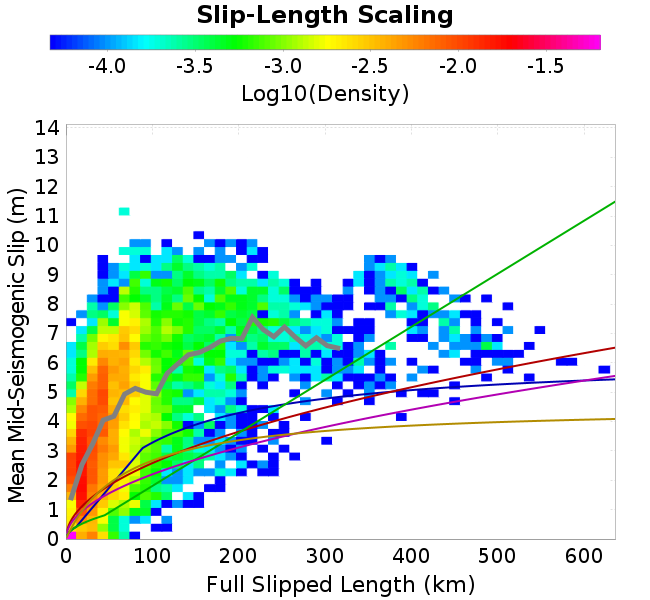 Slip-Length Scaling
-4.0 -3.5 -3.0 -2.5 -2.0 -1.5
Log10(Density)
14
13
12
11
10
9
8
7
6
5
4
3
2
1
0
Mean Mid-Seismogenic Slip (m)
0 100 200 300 400 500 600
Full Slipped Length (km)